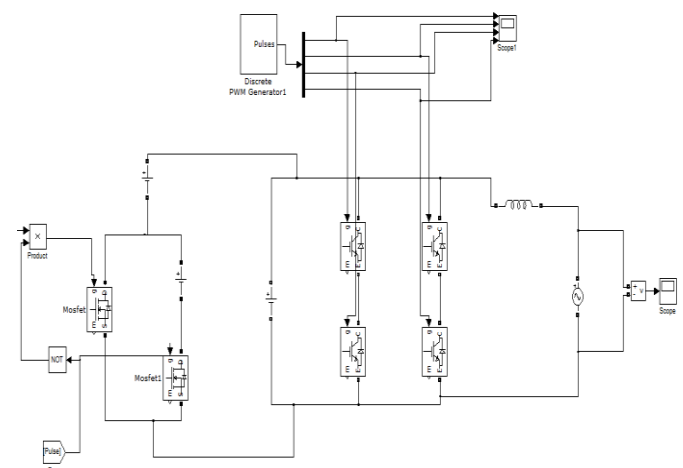 Pulses
Discrete
PWM Generator1
Scope1
+
g
C
E
g
C
E
×
Product
+
g
D
Mosfet
E
S
+
+
+
-
v
Scope
NOT
g
D
Mosfet1
E
S
g
C
E
g
C
E
[Pulse]